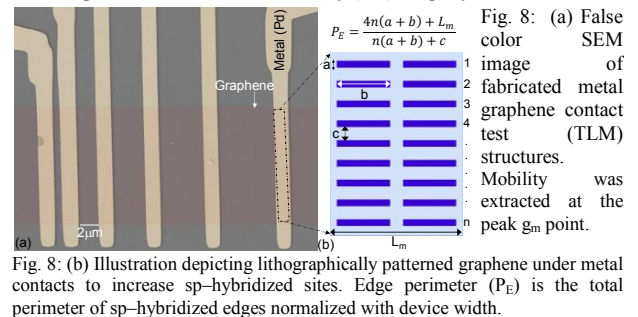 Metal (Pd)
Graphene
2μm
(a)
P_E = \frac{4n(a + b) + L_m}{n(a + b) + c}
a
b
c
1
2
3
4
.
.
.
.
n
L_m
(b)
Fig. 8: (a) False
color SEM
image of
fabricated metal
graphene contact
test (TLM)
structures.
Mobility was
extracted at the
peak g_m point.
Fig. 8: (b) Illustration depicting lithographically patterned graphene under metal
contacts to increase sp–hybridized sites. Edge perimeter (P_E) is the total
perimeter of sp–hybridized edges normalized with device width.